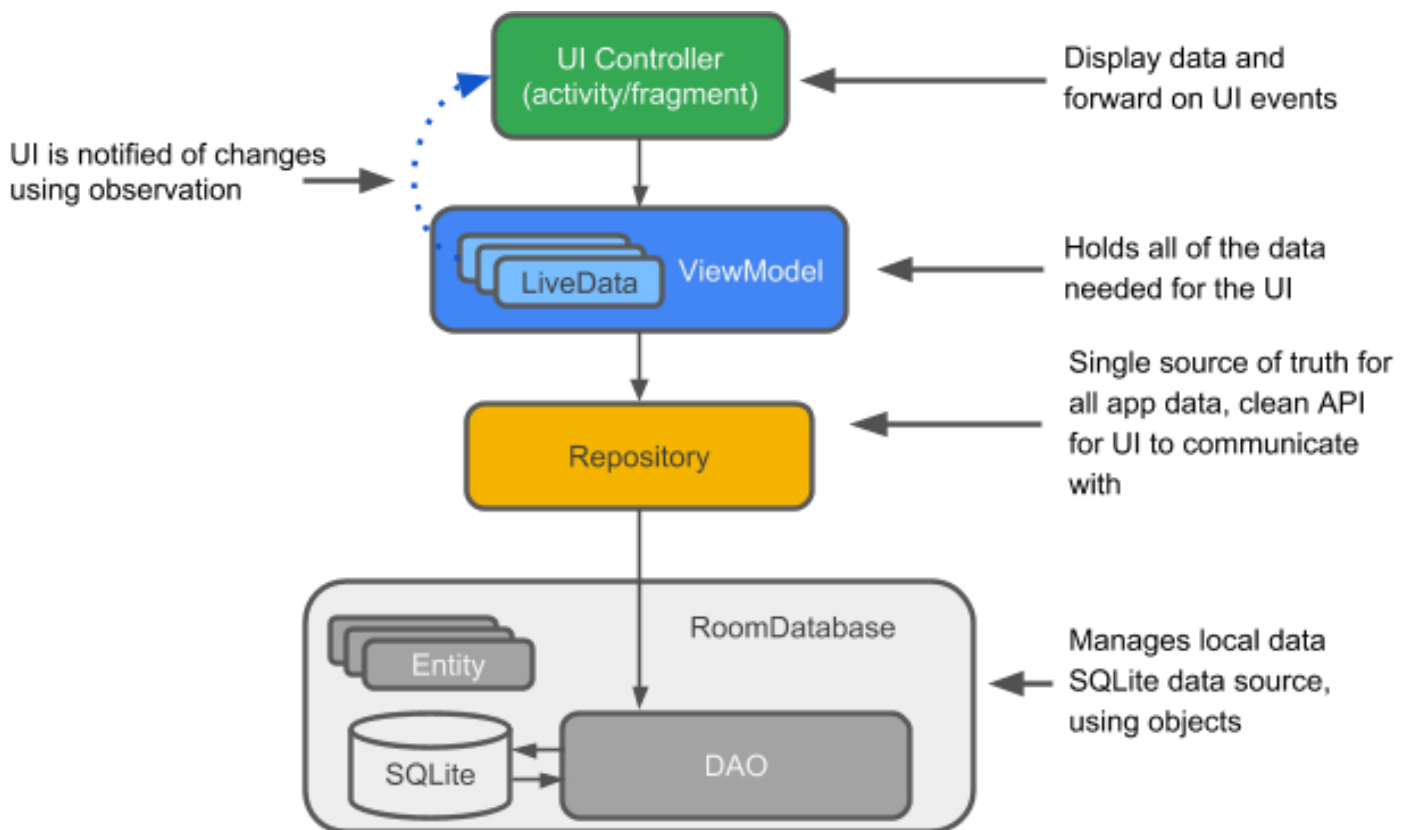 UI Controller
(activity/fragment)
Display data and
forward on UI events
UI is notified of changes
using observation
LiveData
ViewModel
Holds all of the data
needed for the UI
Repository
Single source of truth for
all app data, clean API
for UI to communicate
with
RoomDatabase
Entity
SQLite
DAO
Manages local data
SQLite data source,
using objects